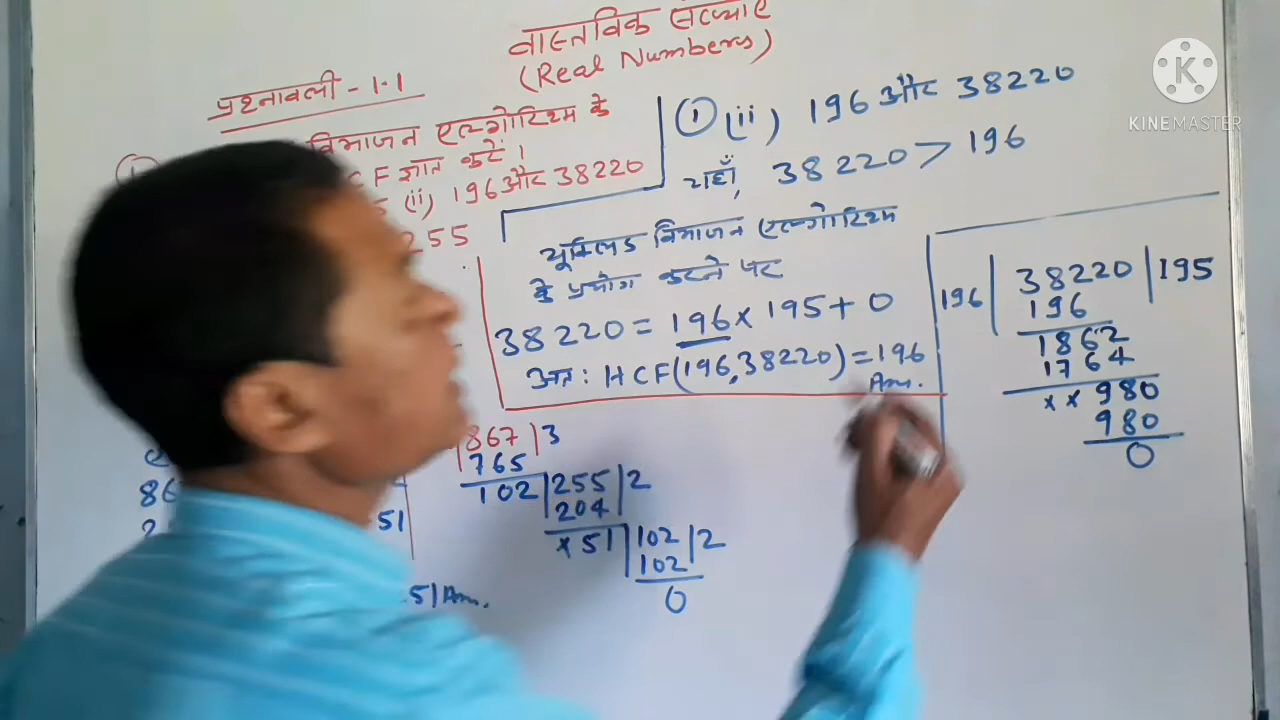 वास्तविक संख्याएँ
(Real Numbers)
प्रश्नावली - 1.1
विभाजन एल्गोरिथ्म के
CF ज्ञात करें।
(ii) 196 और 38220
255
① (ii) 196 और 38220
यहाँ, 38220 > 196
यूक्लिड विभाजन एल्गोरिथ्म
के प्रयोग करने पर
38220 = 196 × 195 + 0
अत: HCF(196,38220) = 196
Ans.
196 | 38220 | 195
196
1862
1764
××980
980
0
867 | 3
765
102 | 255 | 2
204
×51 | 102 | 2
102
0
86
2
51
51 Ans.
KINEMASTER